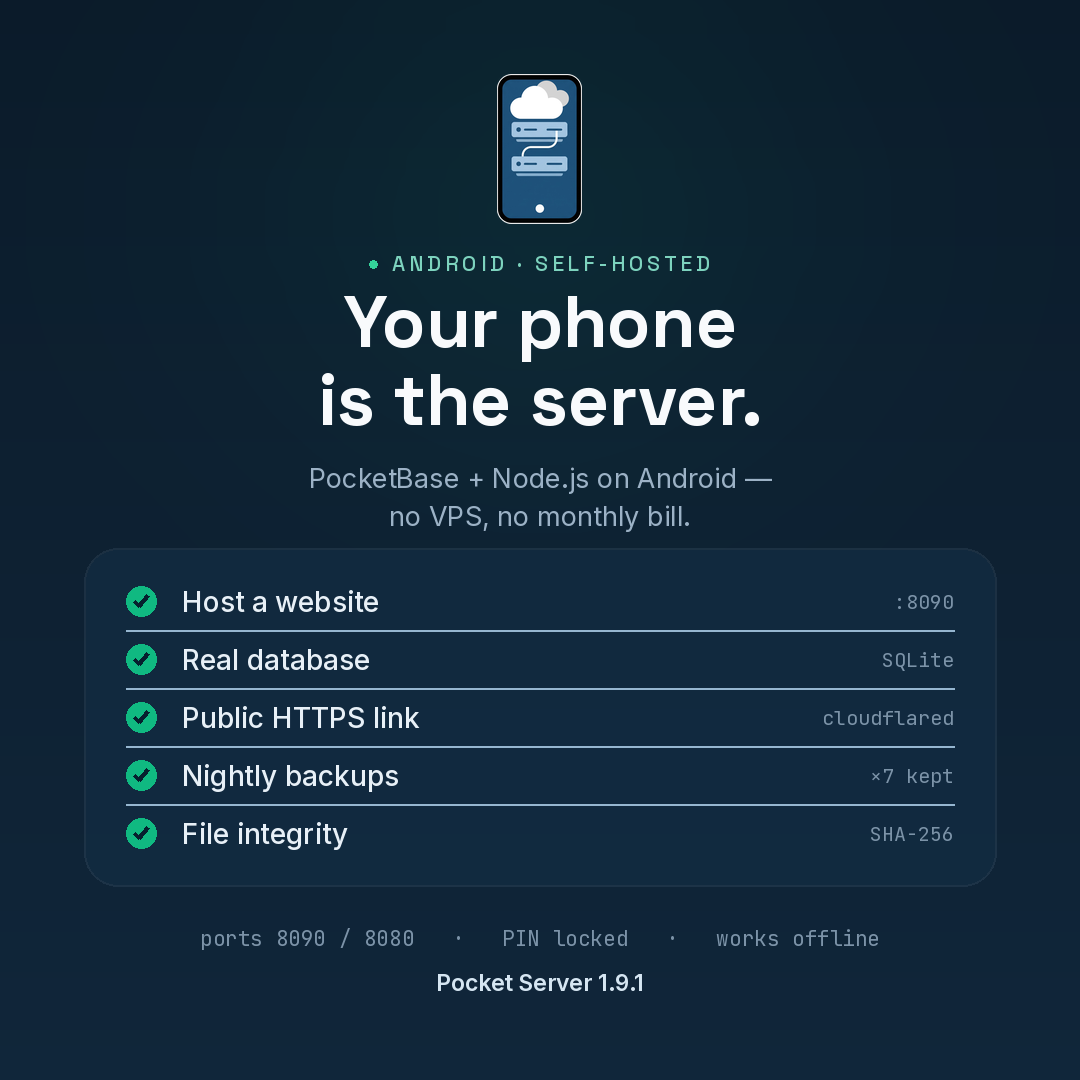 ANDROID · SELF-HOSTED
Your phone
is the server.
PocketBase + Node.js on Android —
no VPS, no monthly bill.
Host a website :8090
Real database SQLite
Public HTTPS link cloudflared
Nightly backups ×7 kept
File integrity SHA-256
ports 8090 / 8080 · PIN locked · works offline
Pocket Server 1.9.1